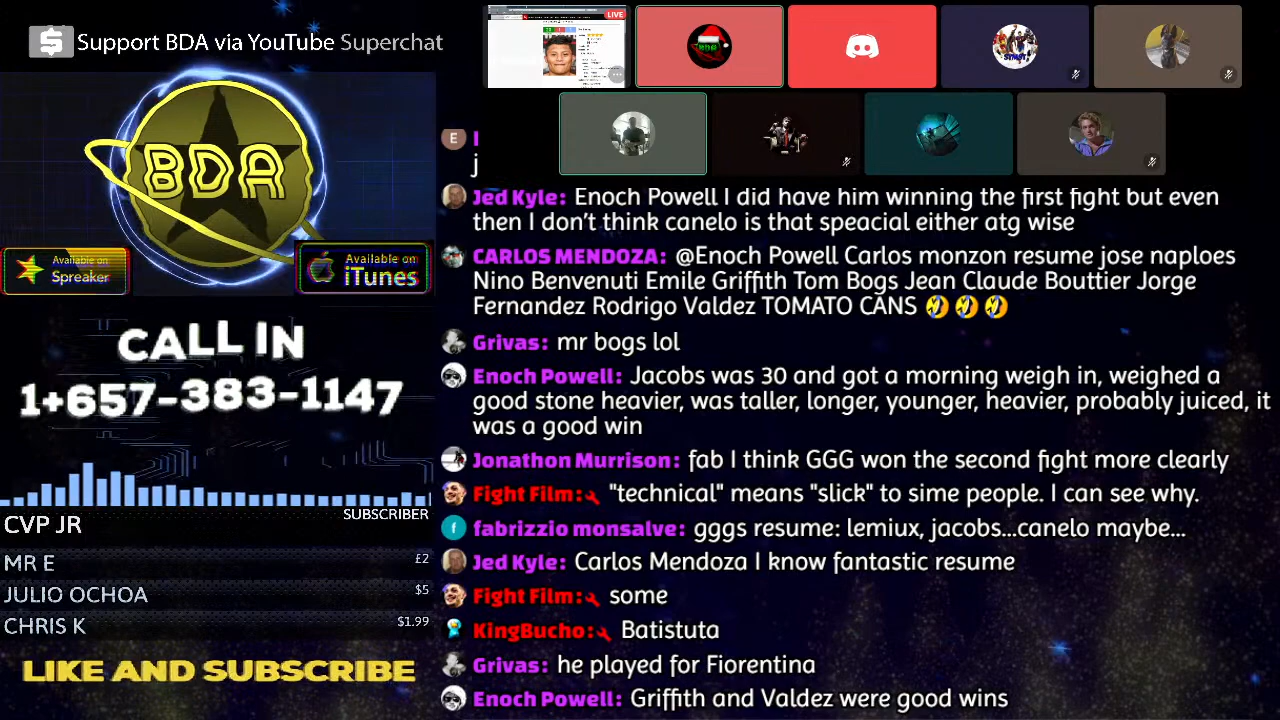 Support BDA via YouTube Superchat
LIVE
BDA
Available on
Spreaker
Available on
iTunes
CALL IN
1+657-383-1147
SUBSCRIBER
CVP JR
MR E
£2
JULIO OCHOA
$5
CHRIS K
$1.99
LIKE AND SUBSCRIBE
E
j
Jed Kyle: Enoch Powell I did have him winning the first fight but even
then I don't think canelo is that speacial either atg wise
CARLOS MENDOZA: @Enoch Powell Carlos monzon resume jose naploes
Nino Benvenuti Emile Griffith Tom Bogs Jean Claude Bouttier Jorge
Fernandez Rodrigo Valdez TOMATO CANS 🤣 🤣 🤣
Grivas: mr bogs lol
Enoch Powell: Jacobs was 30 and got a morning weigh in, weighed a
good stone heavier, was taller, longer, younger, heavier, probably juiced, it
was a good win
Jonathon Murrison: fab I think GGG won the second fight more clearly
Fight Film: "technical" means "slick" to sime people. I can see why.
f
fabrizzio monsalve: gggs resume: lemiux, jacobs...canelo maybe...
Jed Kyle: Carlos Mendoza I know fantastic resume
Fight Film: some
KingBucho: Batistuta
Grivas: he played for Fiorentina
Enoch Powell: Griffith and Valdez were good wins